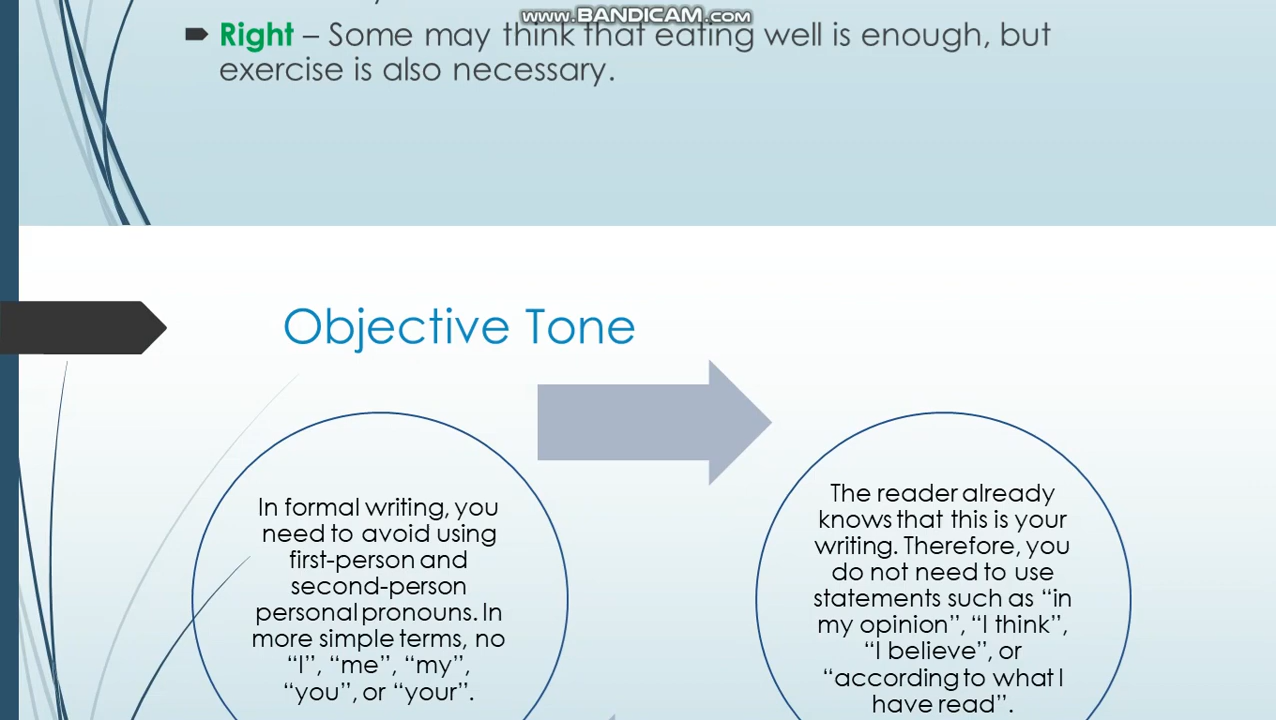 www.BANDICAM.com
Right – Some may think that eating well is enough, but
exercise is also necessary.
Objective Tone
In formal writing, you
need to avoid using
first-person and
second-person
personal pronouns. In
more simple terms, no
“I”, “me”, “my”,
“you”, or “your”.
The reader already
knows that this is your
writing. Therefore, you
do not need to use
statements such as “in
my opinion”, “I think”,
“I believe”, or
“according to what I
have read”.